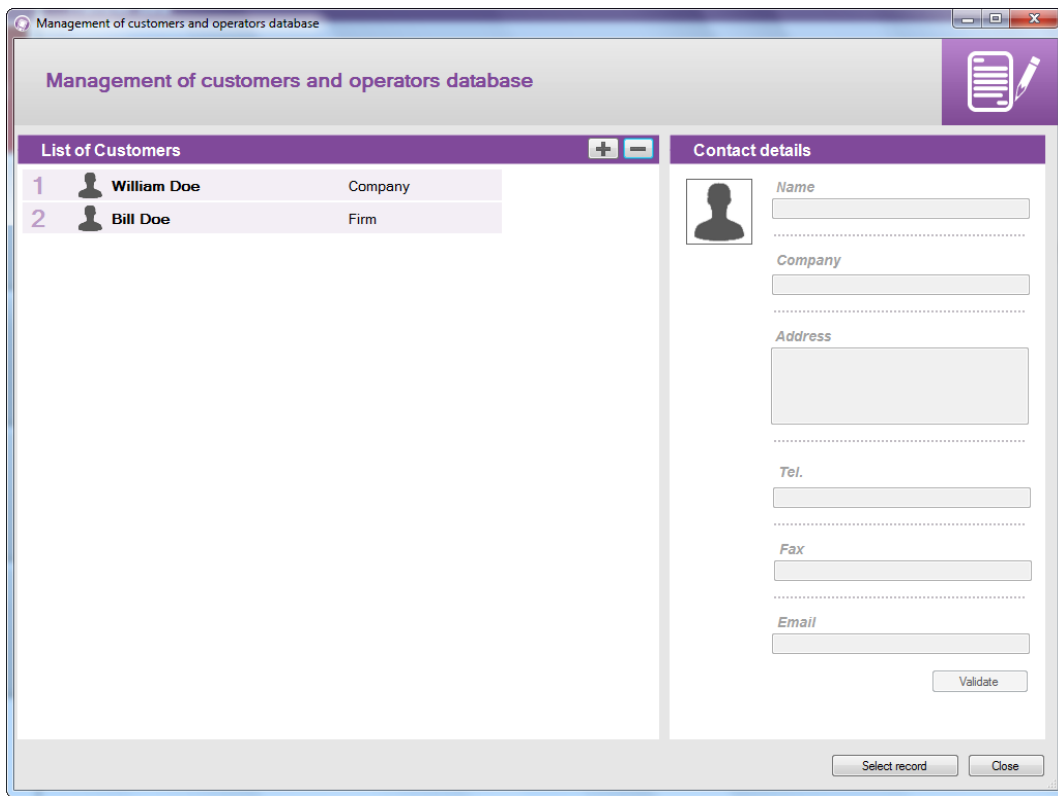 Management of customers and operators database
Management of customers and operators database
List of Customers
1 William Doe Company
2 Bill Doe Firm
Contact details
Name
Company
Address
Tel.
Fax
Email
Validate
Select record Close